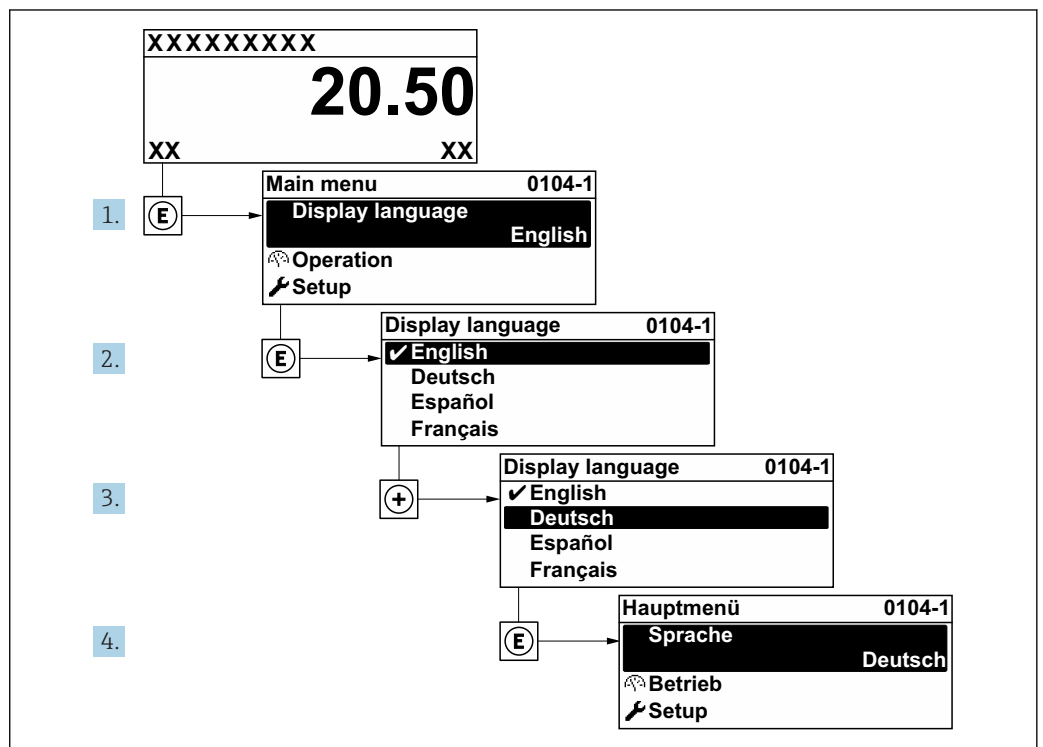 XXXXXXXXX
20.50
XX XX
1. E
Main menu 0104-1
Display language
English
Operation
Setup
2. E
Display language 0104-1
✔ English
Deutsch
Español
Français
3. +
Display language 0104-1
✔ English
Deutsch
Español
Français
4. E
Hauptmenü 0104-1
Sprache
Deutsch
Betrieb
Setup